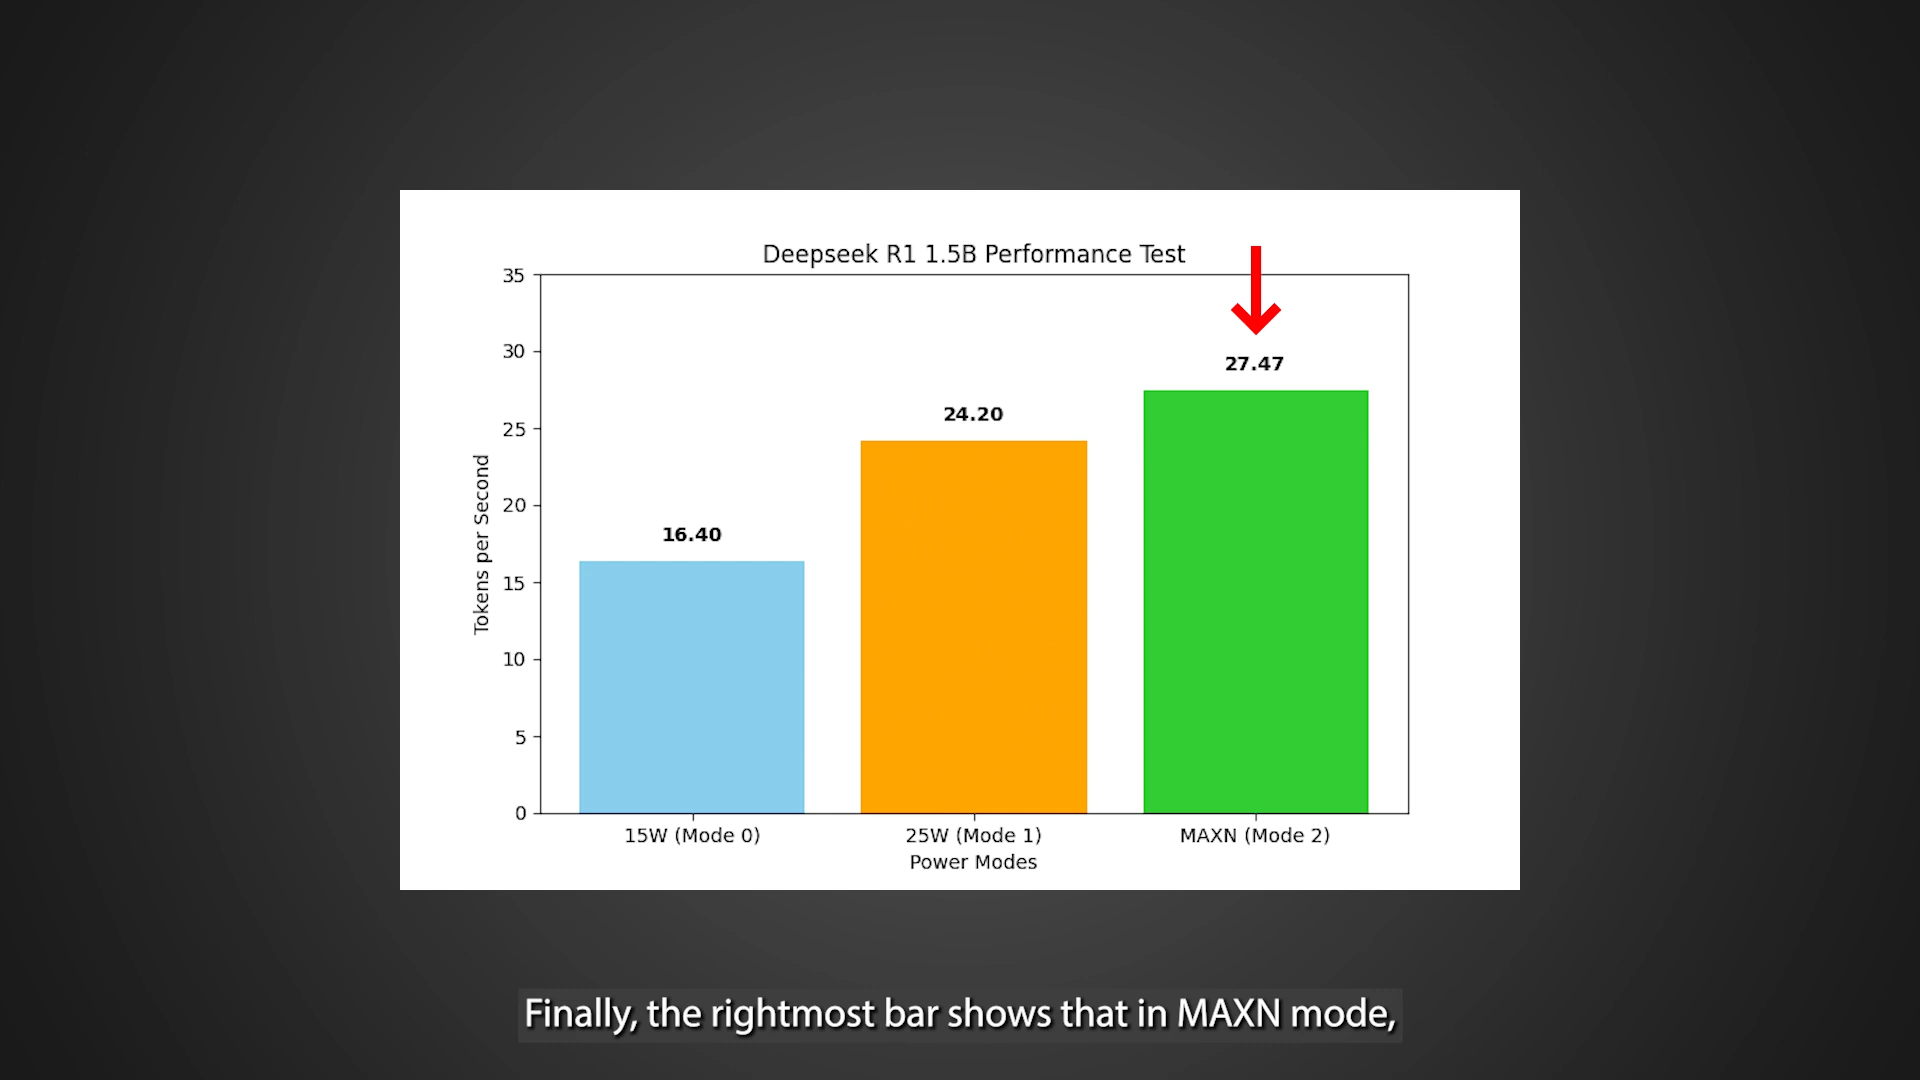 Deepseek R1 1.5B Performance Test
35
30
25
20
15
10
5
0
Tokens per Second
16.40
24.20
27.47
15W (Mode 0)
25W (Mode 1)
MAXN (Mode 2)
Power Modes
Finally, the rightmost bar shows that in MAXN mode,